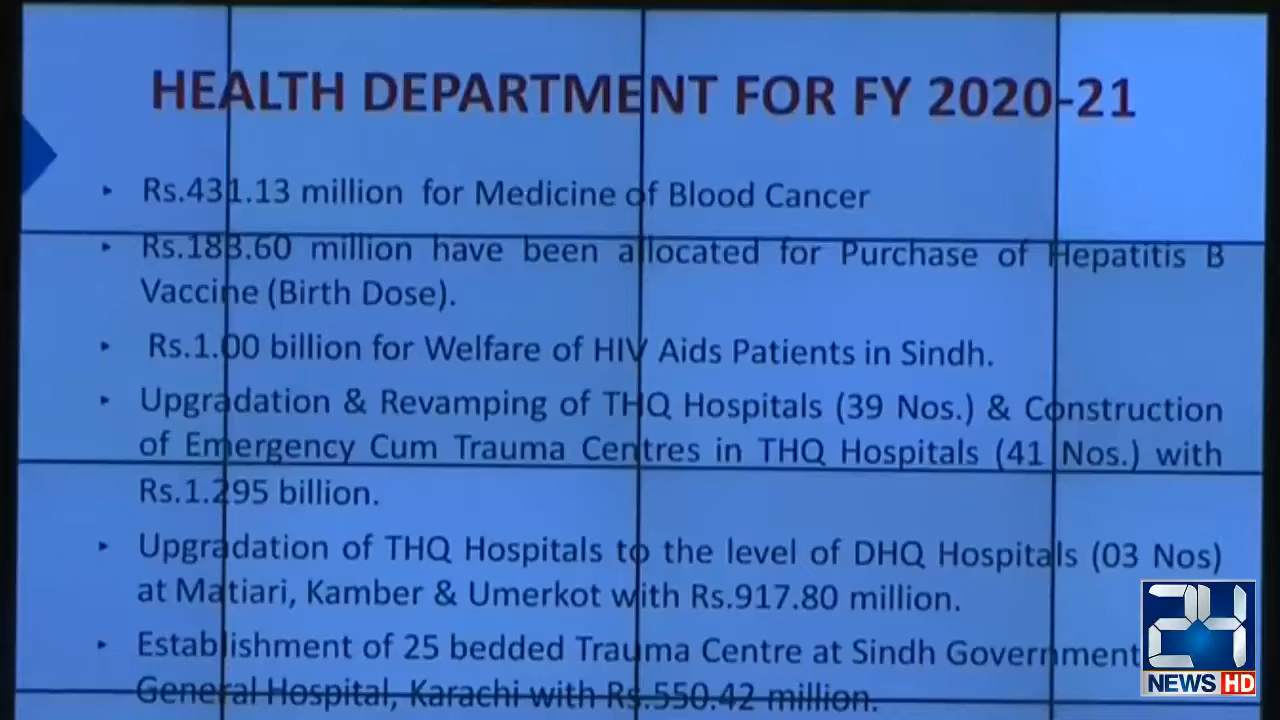 HEALTH DEPARTMENT FOR FY 2020-21
‣ Rs.431.13 million for Medicine of Blood Cancer
‣ Rs.183.60 million have been allocated for Purchase of Hepatitis B
Vaccine (Birth Dose).
‣ Rs.1.00 billion for Welfare of HIV Aids Patients in Sindh.
‣ Upgradation & Revamping of THQ Hospitals (39 Nos.) & Construction
of Emergency Cum Trauma Centres in THQ Hospitals (41 Nos.) with
Rs.1.295 billion.
‣ Upgradation of THQ Hospitals to the level of DHQ Hospitals (03 Nos)
at Matiari, Kamber & Umerkot with Rs.917.80 million.
‣ Establishment of 25 bedded Trauma Centre at Sindh Government
General Hospital, Karachi with Rs.550.42 million.
24
NEWS HD